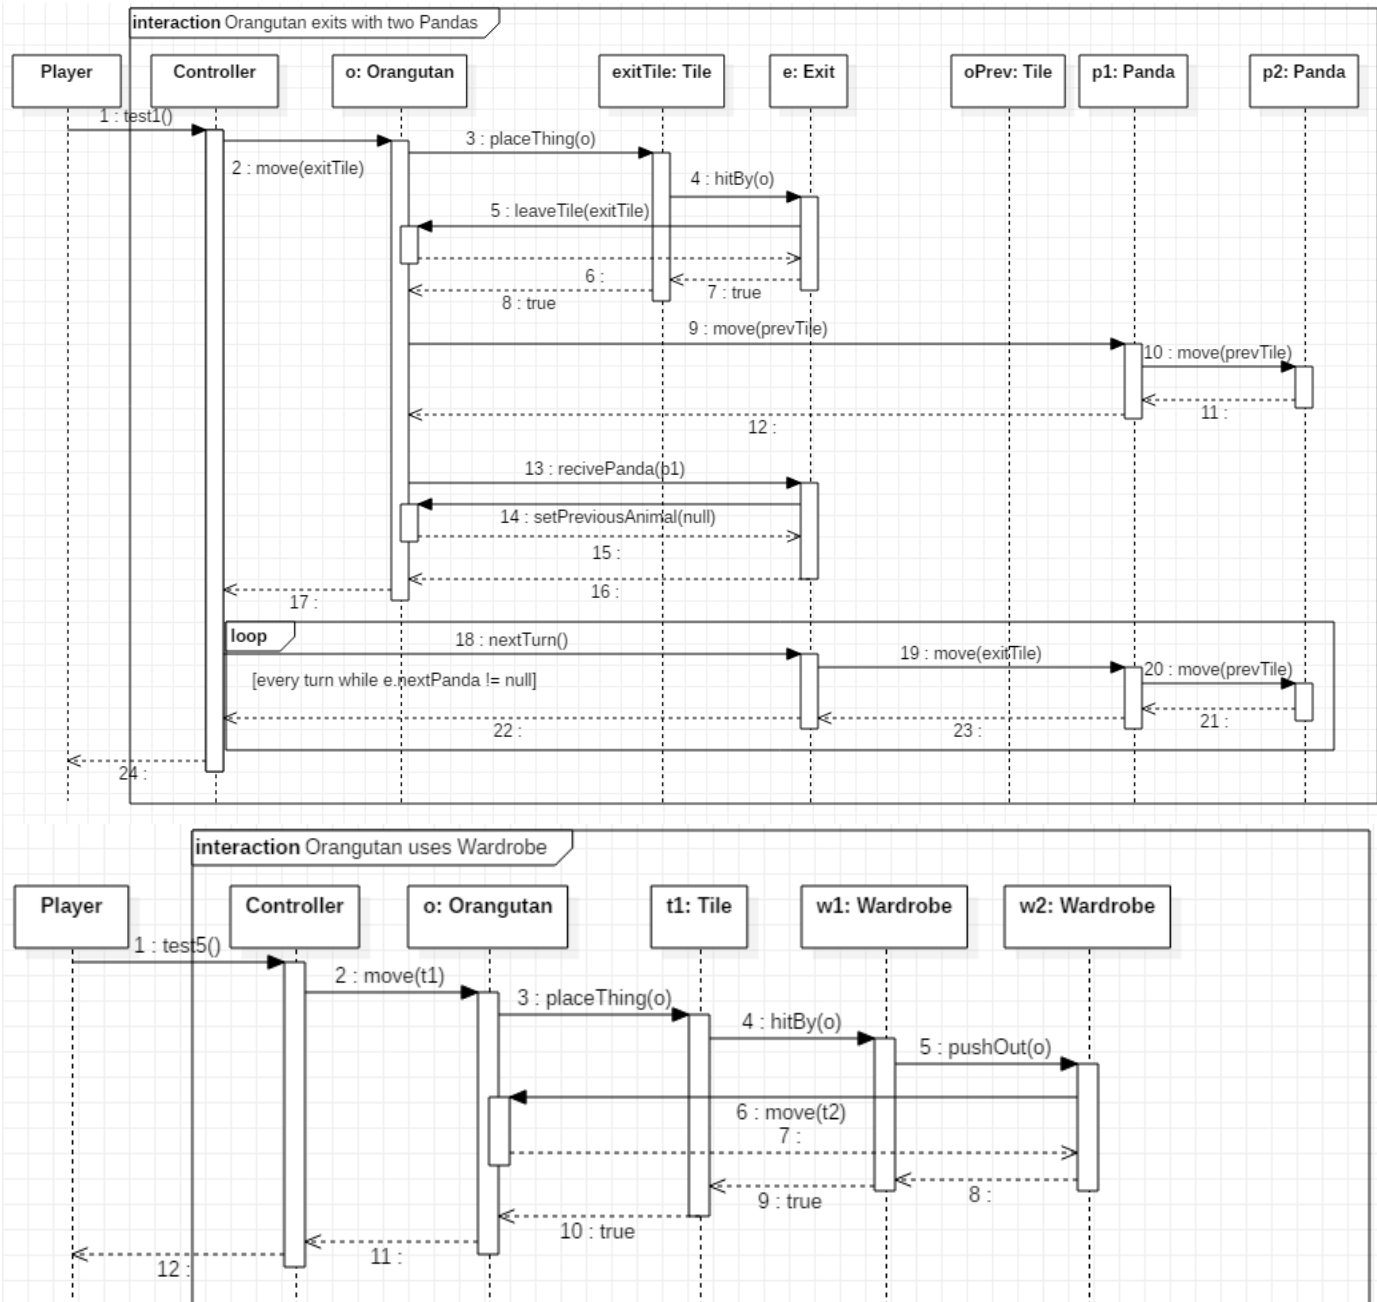 interaction Orangutan exits with two Pandas
Player
Controller
o: Orangutan
exitTile: Tile
e: Exit
oPrev: Tile
p1: Panda
p2: Panda
1 : test1()
2 : move(exitTile)
3 : placeThing(o)
4 : hitBy(o)
5 : leaveTile(exitTile)
6 :
7 : true
8 : true
9 : move(prevTile)
10 : move(prevTile)
11 :
12 :
13 : recivePanda(p1)
14 : setPreviousAnimal(null)
15 :
16 :
17 :
loop
18 : nextTurn()
19 : move(exitTile)
20 : move(prevTile)
[every turn while e.nextPanda != null]
21 :
22 :
23 :
24 :
interaction Orangutan uses Wardrobe
Player
Controller
o: Orangutan
t1: Tile
w1: Wardrobe
w2: Wardrobe
1 : test5()
2 : move(t1)
3 : placeThing(o)
4 : hitBy(o)
5 : pushOut(o)
6 : move(t2)
7 :
8 :
9 : true
10 : true
11 :
12 :